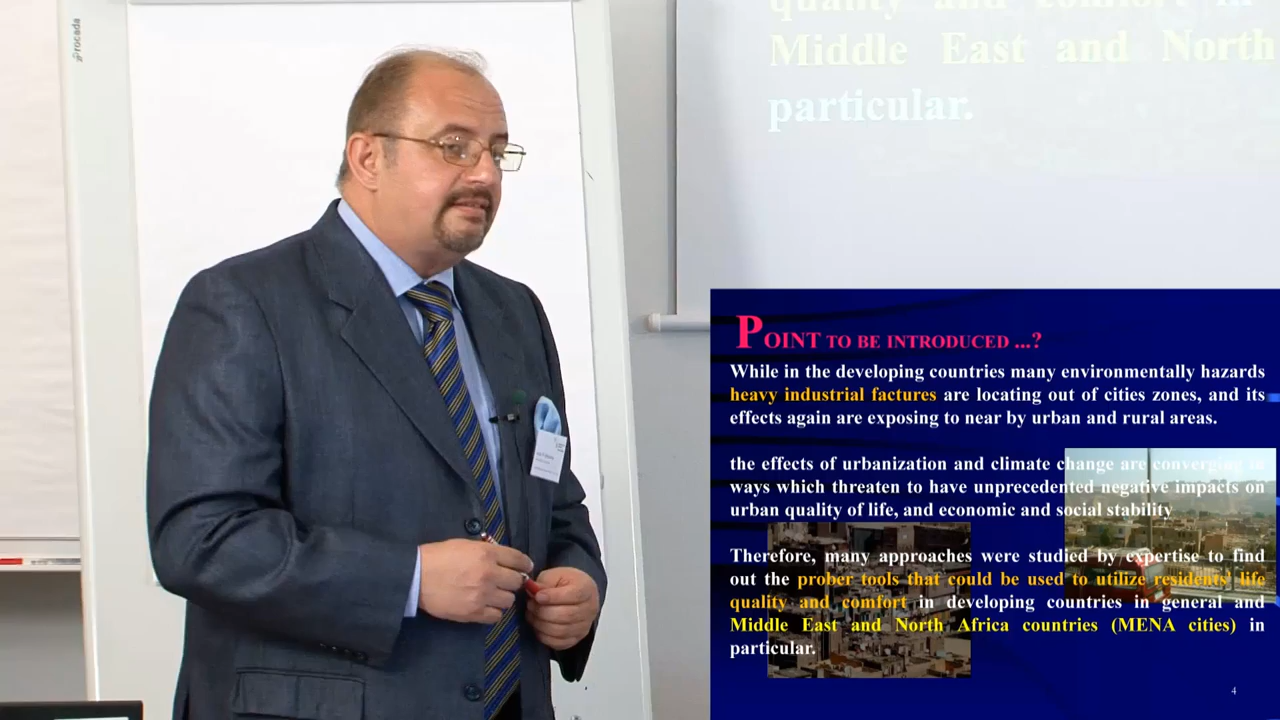 rocada
quality and comfort in
Middle East and North
particular.
POINT TO BE INTRODUCED ...?
While in the developing countries many environmentally hazards
heavy industrial factures are locating out of cities zones, and its
effects again are exposing to near by urban and rural areas.
the effects of urbanization and climate change are converging in
ways which threaten to have unprecedented negative impacts on
urban quality of life, and economic and social stability
Therefore, many approaches were studied by expertise to find
out the prober tools that could be used to utilize residents' life
quality and comfort in developing countries in general and
Middle East and North Africa countries (MENA cities) in
particular.
4